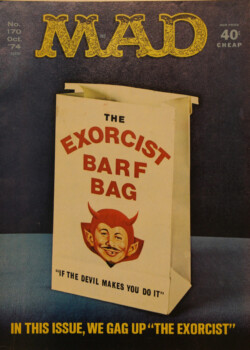 No.
170
Oct.
'74
MAD
40¢
CHEAP
THE
EXORCIST
BARF
BAG
"IF THE DEVIL MAKES YOU DO IT"
IN THIS ISSUE, WE GAG UP "THE EXORCIST"